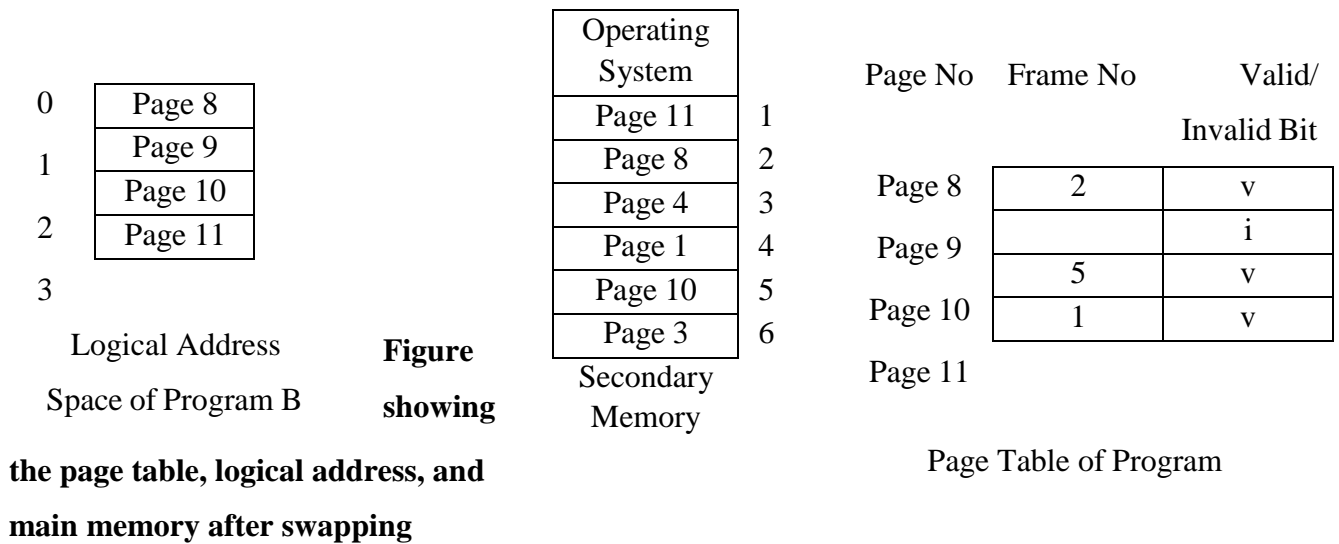 0
1
2
3
Page 8
Page 9
Page 10
Page 11
Logical Address
Space of Program B
Figure
showing
the page table, logical address, and
main memory after swapping
Operating
System
Page 11 1
Page 8 2
Page 4 3
Page 1 4
Page 10 5
Page 3 6
Secondary
Memory
Page No Frame No Valid/
Invalid Bit
Page 8
Page 9
Page 10
Page 11
2 v
i
5 v
1 v
Page Table of Program